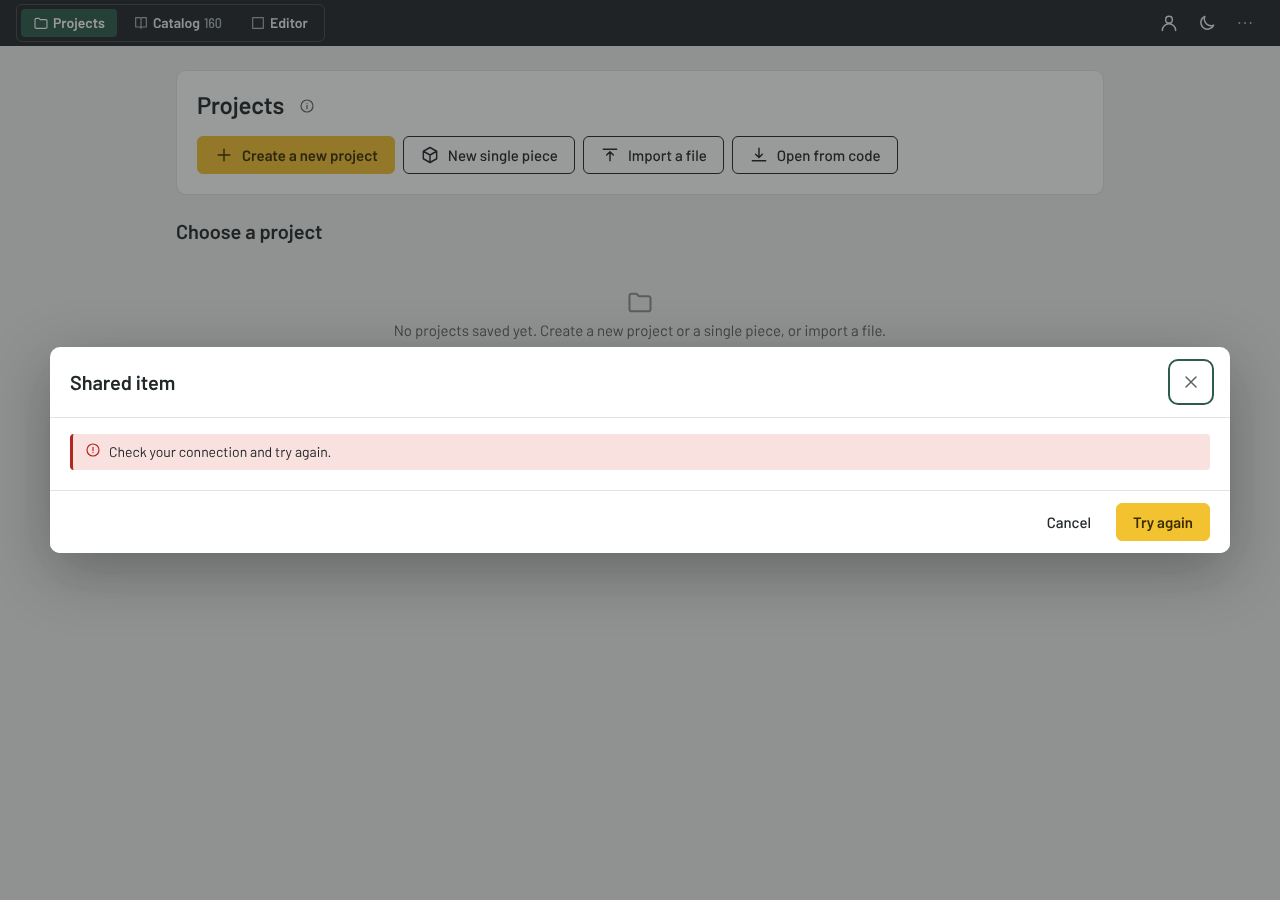 Projects
Catalog 160
Editor
Projects
Create a new project
New single piece
Import a file
Open from code
Choose a project
No projects saved yet. Create a new project or a single piece, or import a file.
Shared item
Check your connection and try again.
Cancel
Try again